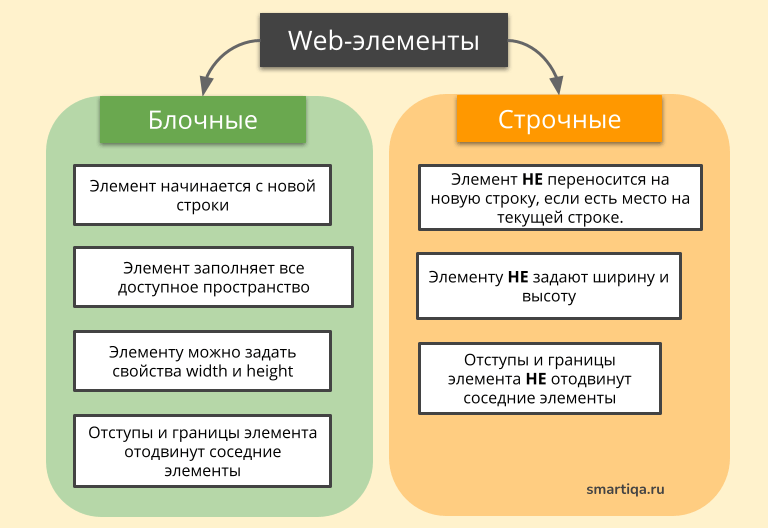 Web-элементы
Блочные
Элемент начинается с новой
строки
Элемент заполняет все
доступное пространство
Элементу можно задать
свойства width и height
Отступы и границы элемента
отодвинут соседние
элементы
Строчные
Элемент НЕ переносится на
новую строку, если есть место на
текущей строке.
Элементу НЕ задают ширину и
высоту
Отступы и границы
элемента НЕ отодвинут
соседние элементы
smartiqa.ru